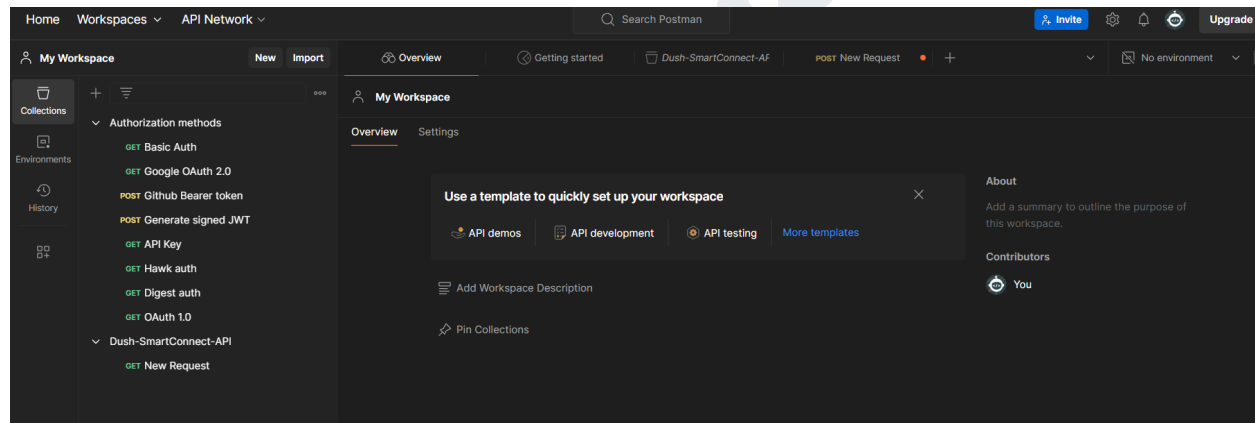 Home Workspaces API Network Search Postman Invite Upgrade
My Workspace New Import Overview Getting started Dush-SmartConnect-AF POST New Request No environment
Collections
My Workspace
Authorization methods
GET Basic Auth
Overview Settings
Environments
GET Google OAuth 2.0
POST Github Bearer token
History
POST Generate signed JWT
GET API Key
GET Hawk auth
GET Digest auth
GET OAuth 1.0
Dush-SmartConnect-API
GET New Request
Use a template to quickly set up your workspace
API demos API development API testing More templates
Add Workspace Description
Pin Collections
About
Add a summary to outline the purpose of
this workspace.
Contributors
You